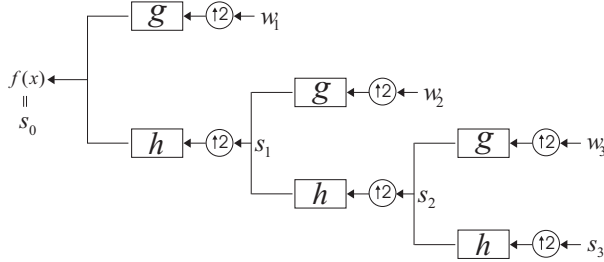 g ↑2 w₁
f(x)
=
s₀
g ↑2 w₂
h ↑2 s₁
g ↑2 w₃
h ↑2 s₂
h ↑2 s₃